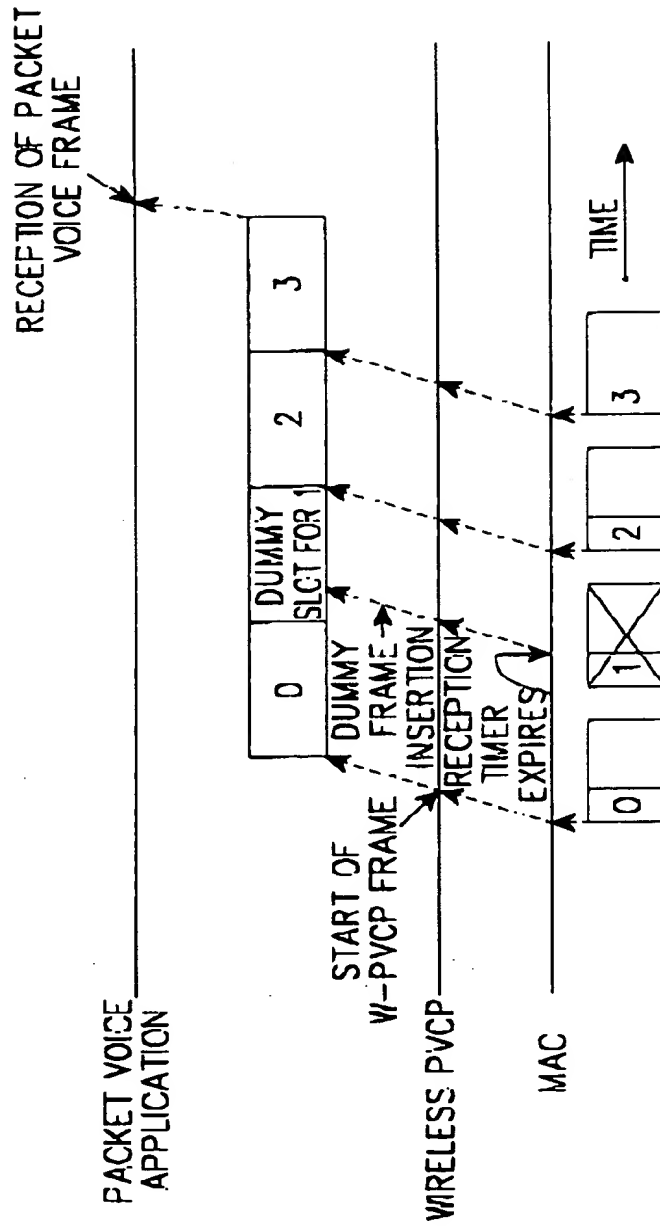 RECEPTION OF PACKET
VOICE FRAME
PACKET VOICE
APPLICATION
0
DUMMY
SLOT FOR 1
2
3
DUMMY
FRAME
INSERTION
START OF
W-PVCP FRAME
WIRELESS PVCP
RECEPTION
TIMER
EXPIRES
MAC
TIME
0
1
2
3